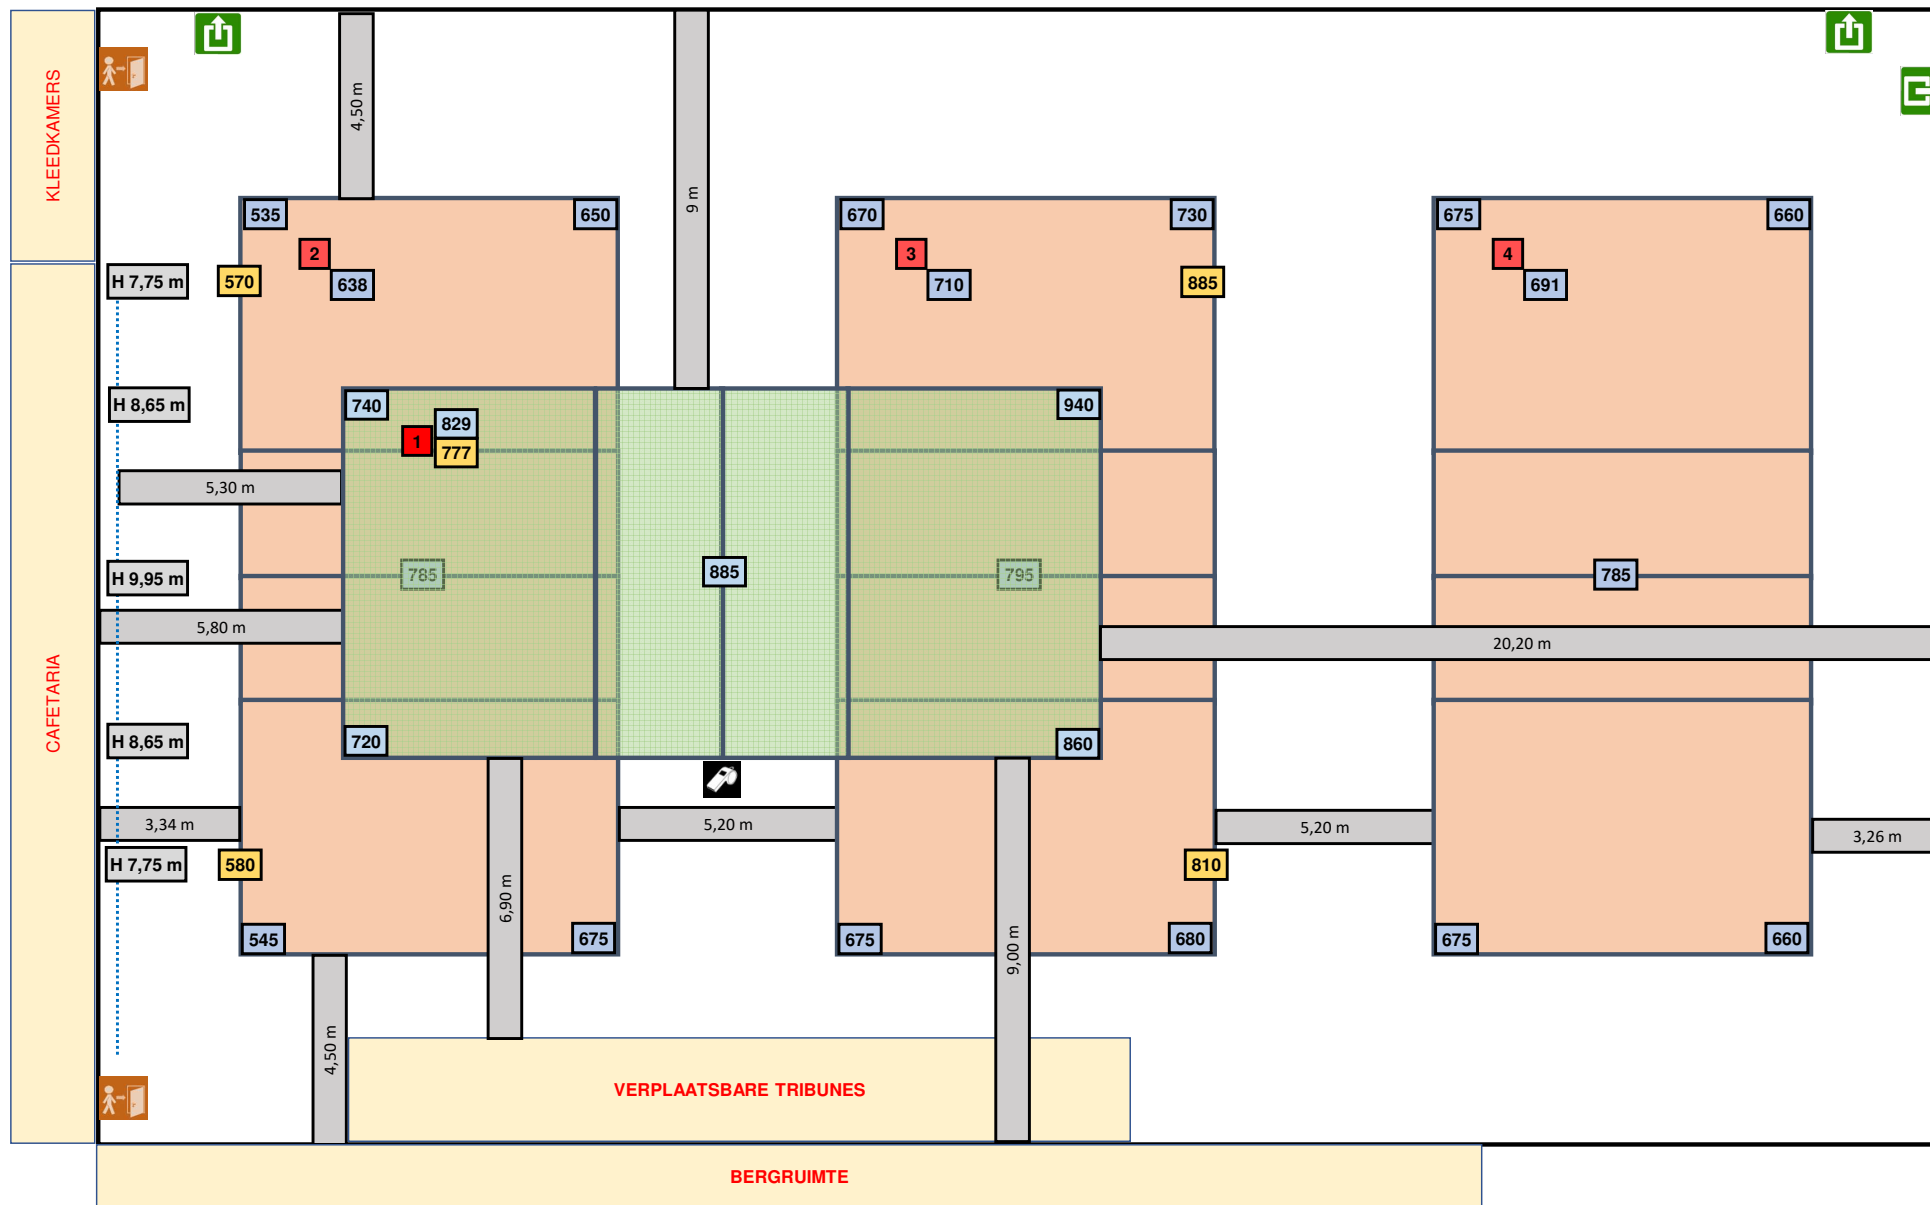 KLEEDKAMERS
4,50 m
9 m
535
650
670
730
675
660
2
638
3
710
4
691
H 7,75 m
570
885
H 8,65 m
740
940
1
829
777
5,30 m
H 9,95 m
785
885
795
785
5,80 m
20,20 m
CAFETARIA
H 8,65 m
720
860
3,34 m
5,20 m
5,20 m
3,26 m
H 7,75 m
580
810
6,90 m
9,00 m
545
675
675
680
675
660
4,50 m
VERPLAATSBARE TRIBUNES
BERGRUIMTE